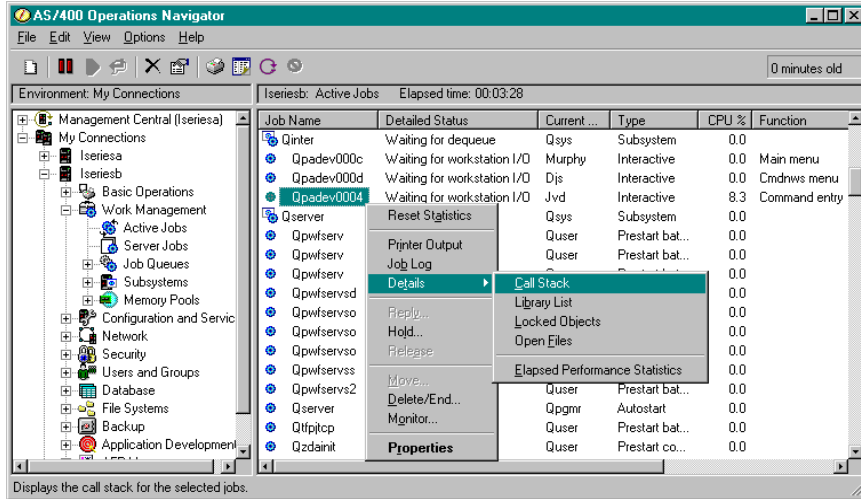 AS/400 Operations Navigator
File Edit View Options Help
0 minutes old
Environment: My Connections
Iseriesb: Active Jobs Elapsed time: 00:03:28
Management Central (Iseriesa)
My Connections
Iseriesa
Iseriesb
Basic Operations
Work Management
Active Jobs
Server Jobs
Job Queues
Subsystems
Memory Pools
Configuration and Servic
Network
Security
Users and Groups
Database
File Systems
Backup
Application Development
Job Name Detailed Status Current ... Type CPU % Function
Qinter Waiting for dequeue Qsys Subsystem 0.0
Qpadev000c Waiting for workstation I/O Murphy Interactive 0.0 Main menu
Qpadev000d Waiting for workstation I/O Djs Interactive 0.0 Cmdnws menu
Qpadev0004 Waiting for workstation I/O Jvd Interactive 8.3 Command entry
Qserver Qsys Subsystem 0.0
Qpwfserv Quser Prestart bat... 0.0
Qpwfserv Quser Prestart bat... 0.0
Qpwfserv 0.0
Qpwfservsd 0.0
Qpwfservso 0.0
Qpwfservso 0.0
Qpwfservso 0.0
Qpwfservss 0.0
Qpwfservs2 Quser Prestart bat... 0.0
Qserver Qpgmr Autostart 0.0
Qtfpjtcp Quser Prestart bat... 0.0
Qzdainit Quser Prestart co... 0.0
Reset Statistics
Printer Output
Job Log
Details
Reply...
Hold...
Release
Move...
Delete/End...
Monitor...
Properties
Call Stack
Library List
Locked Objects
Open Files
Elapsed Performance Statistics
Displays the call stack for the selected jobs.